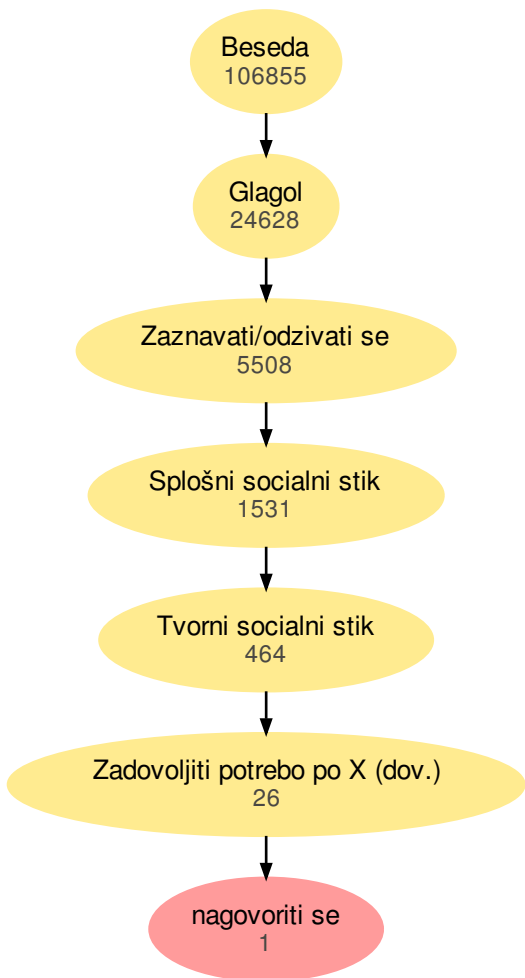 Beseda
106855
Glagol
24628
Zaznavati/odzivati se
5508
Splošni socialni stik
1531
Tvorni socialni stik
464
Zadovoljiti potrebo po X (dov.)
26
nagovoriti se
1